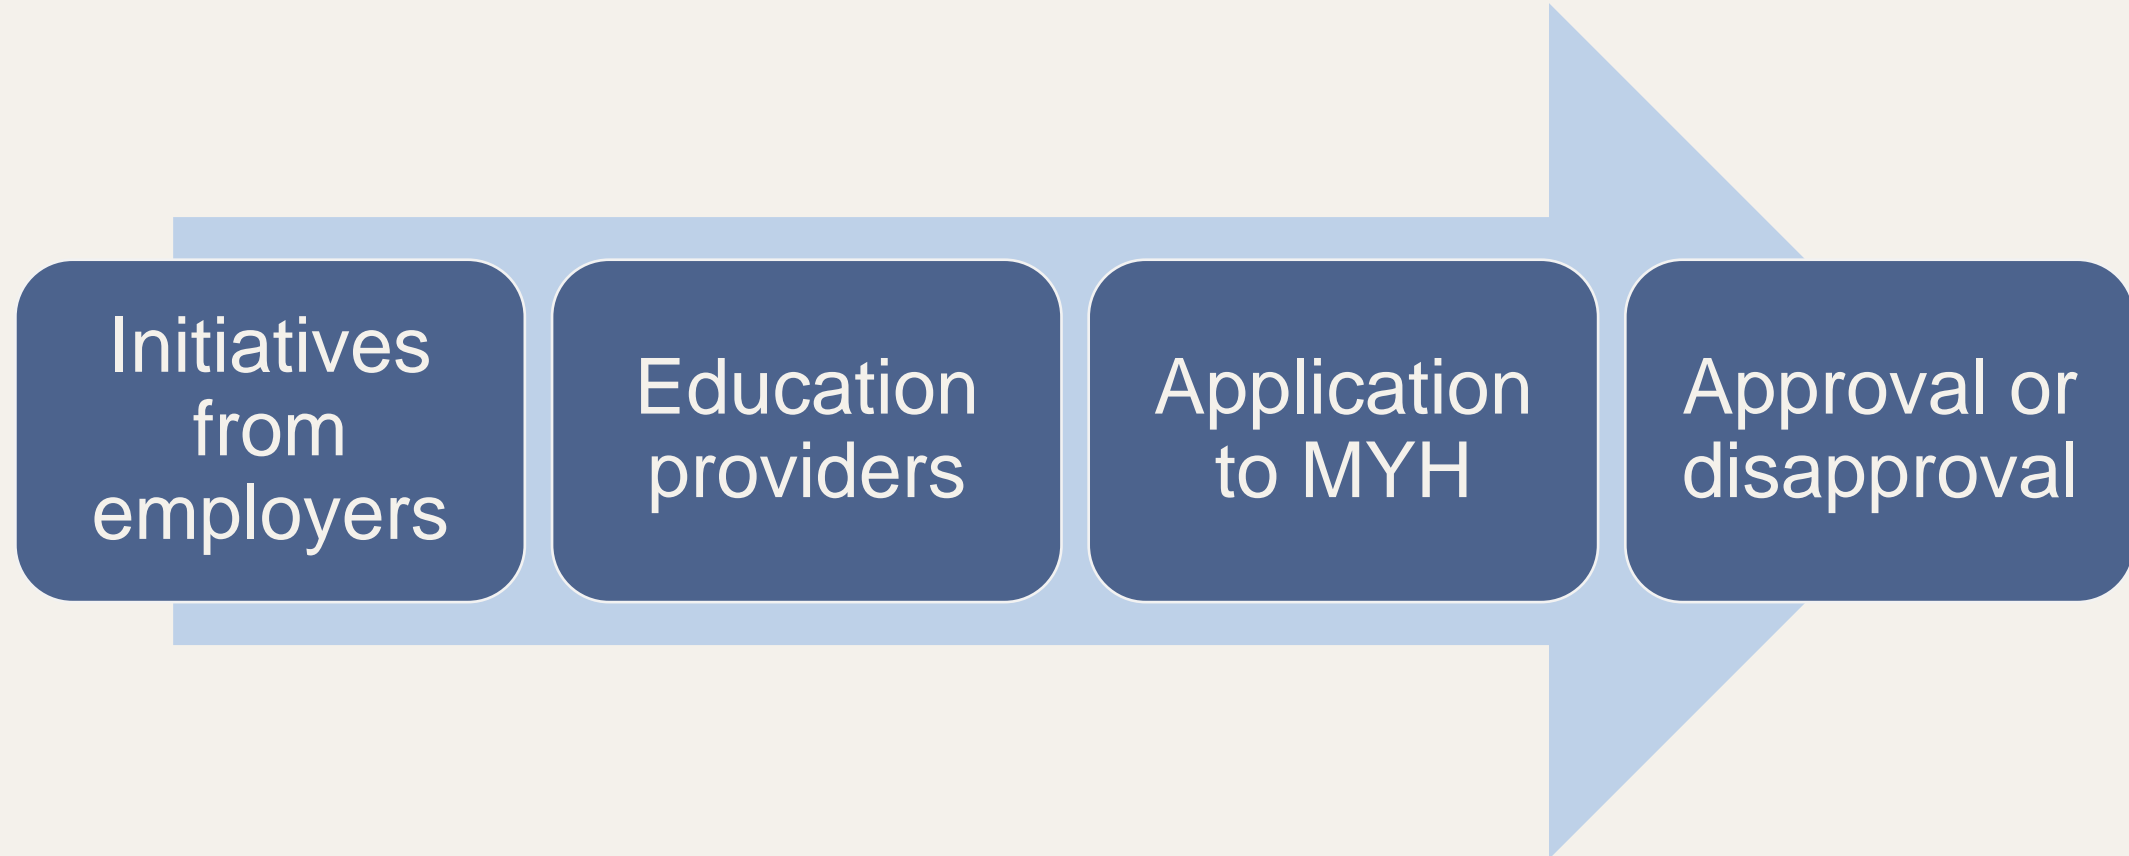 Initiatives
from
employers
Education
providers
Application
to MYH
Approval or
disapproval